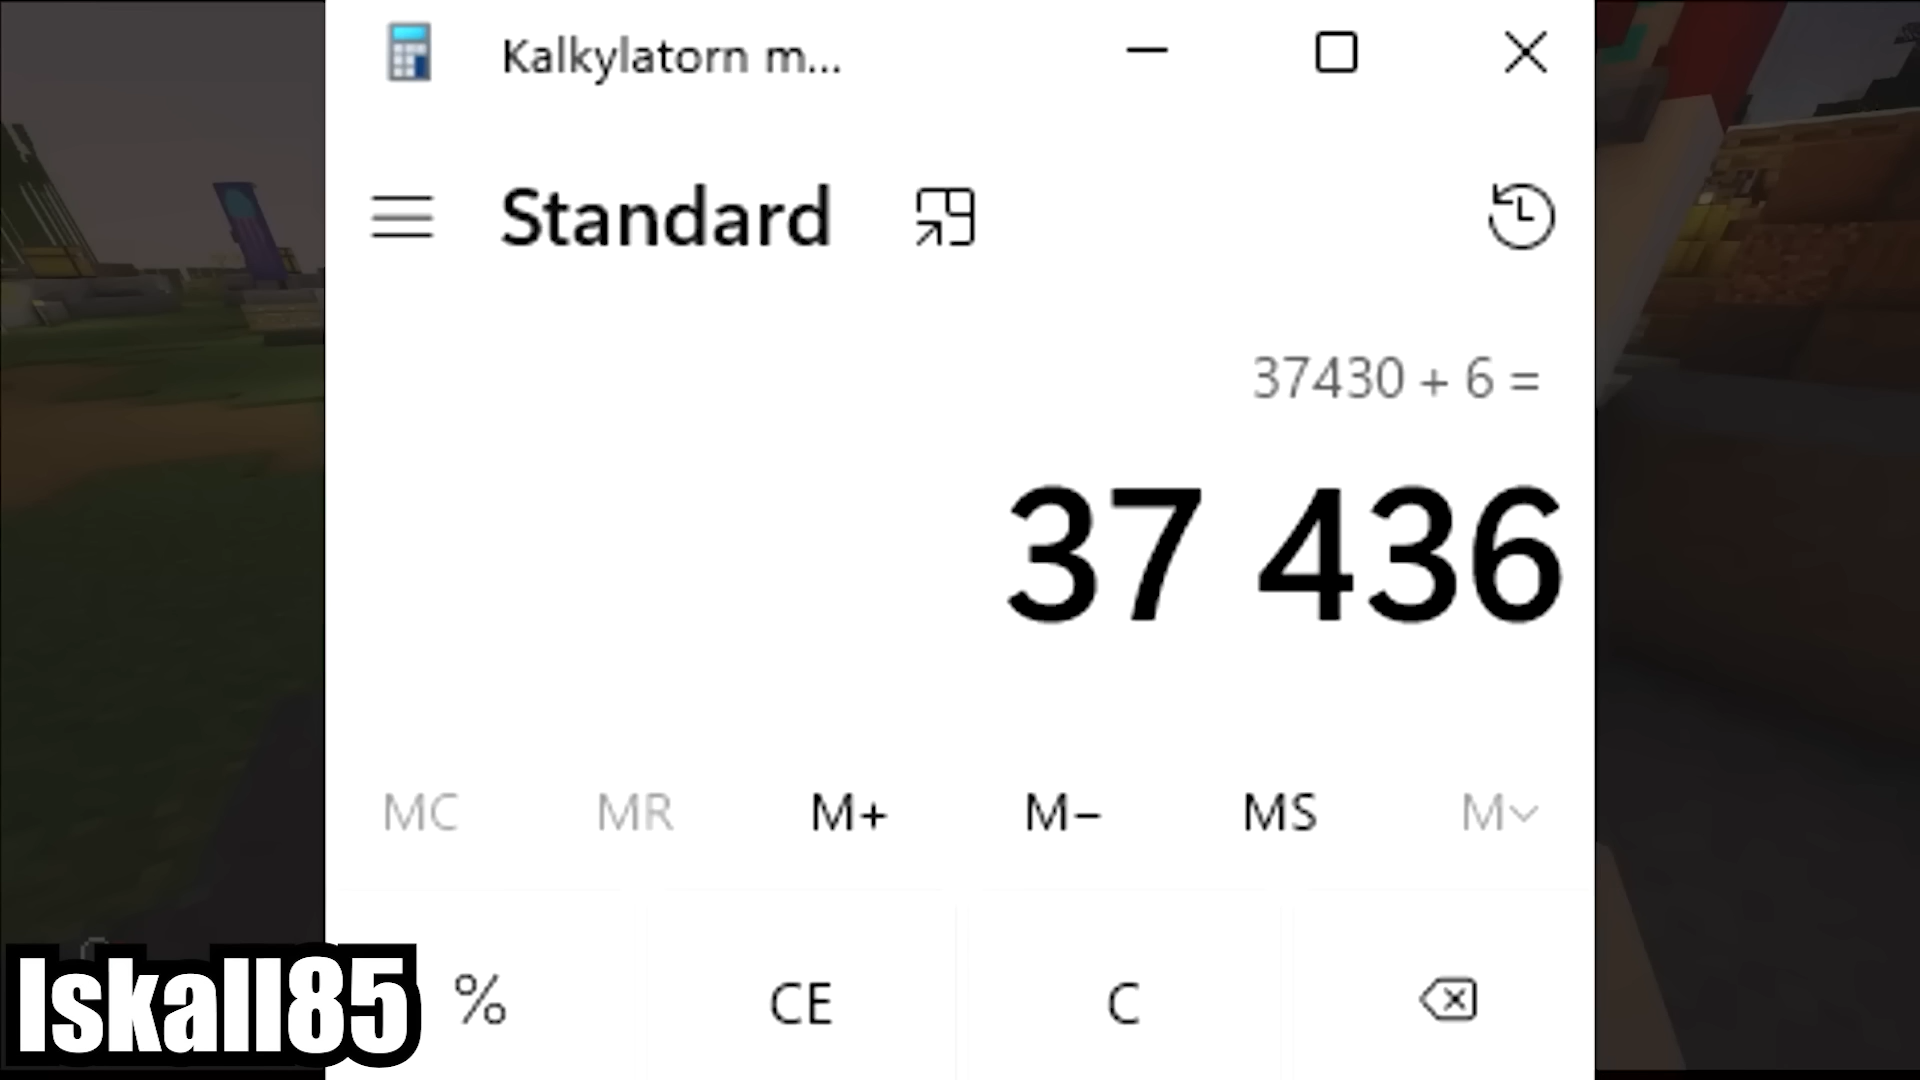 Kalkylatorn m...
Standard
37430 + 6 =
37 436
MC MR M+ M− MS M
% CE C
Iskall85